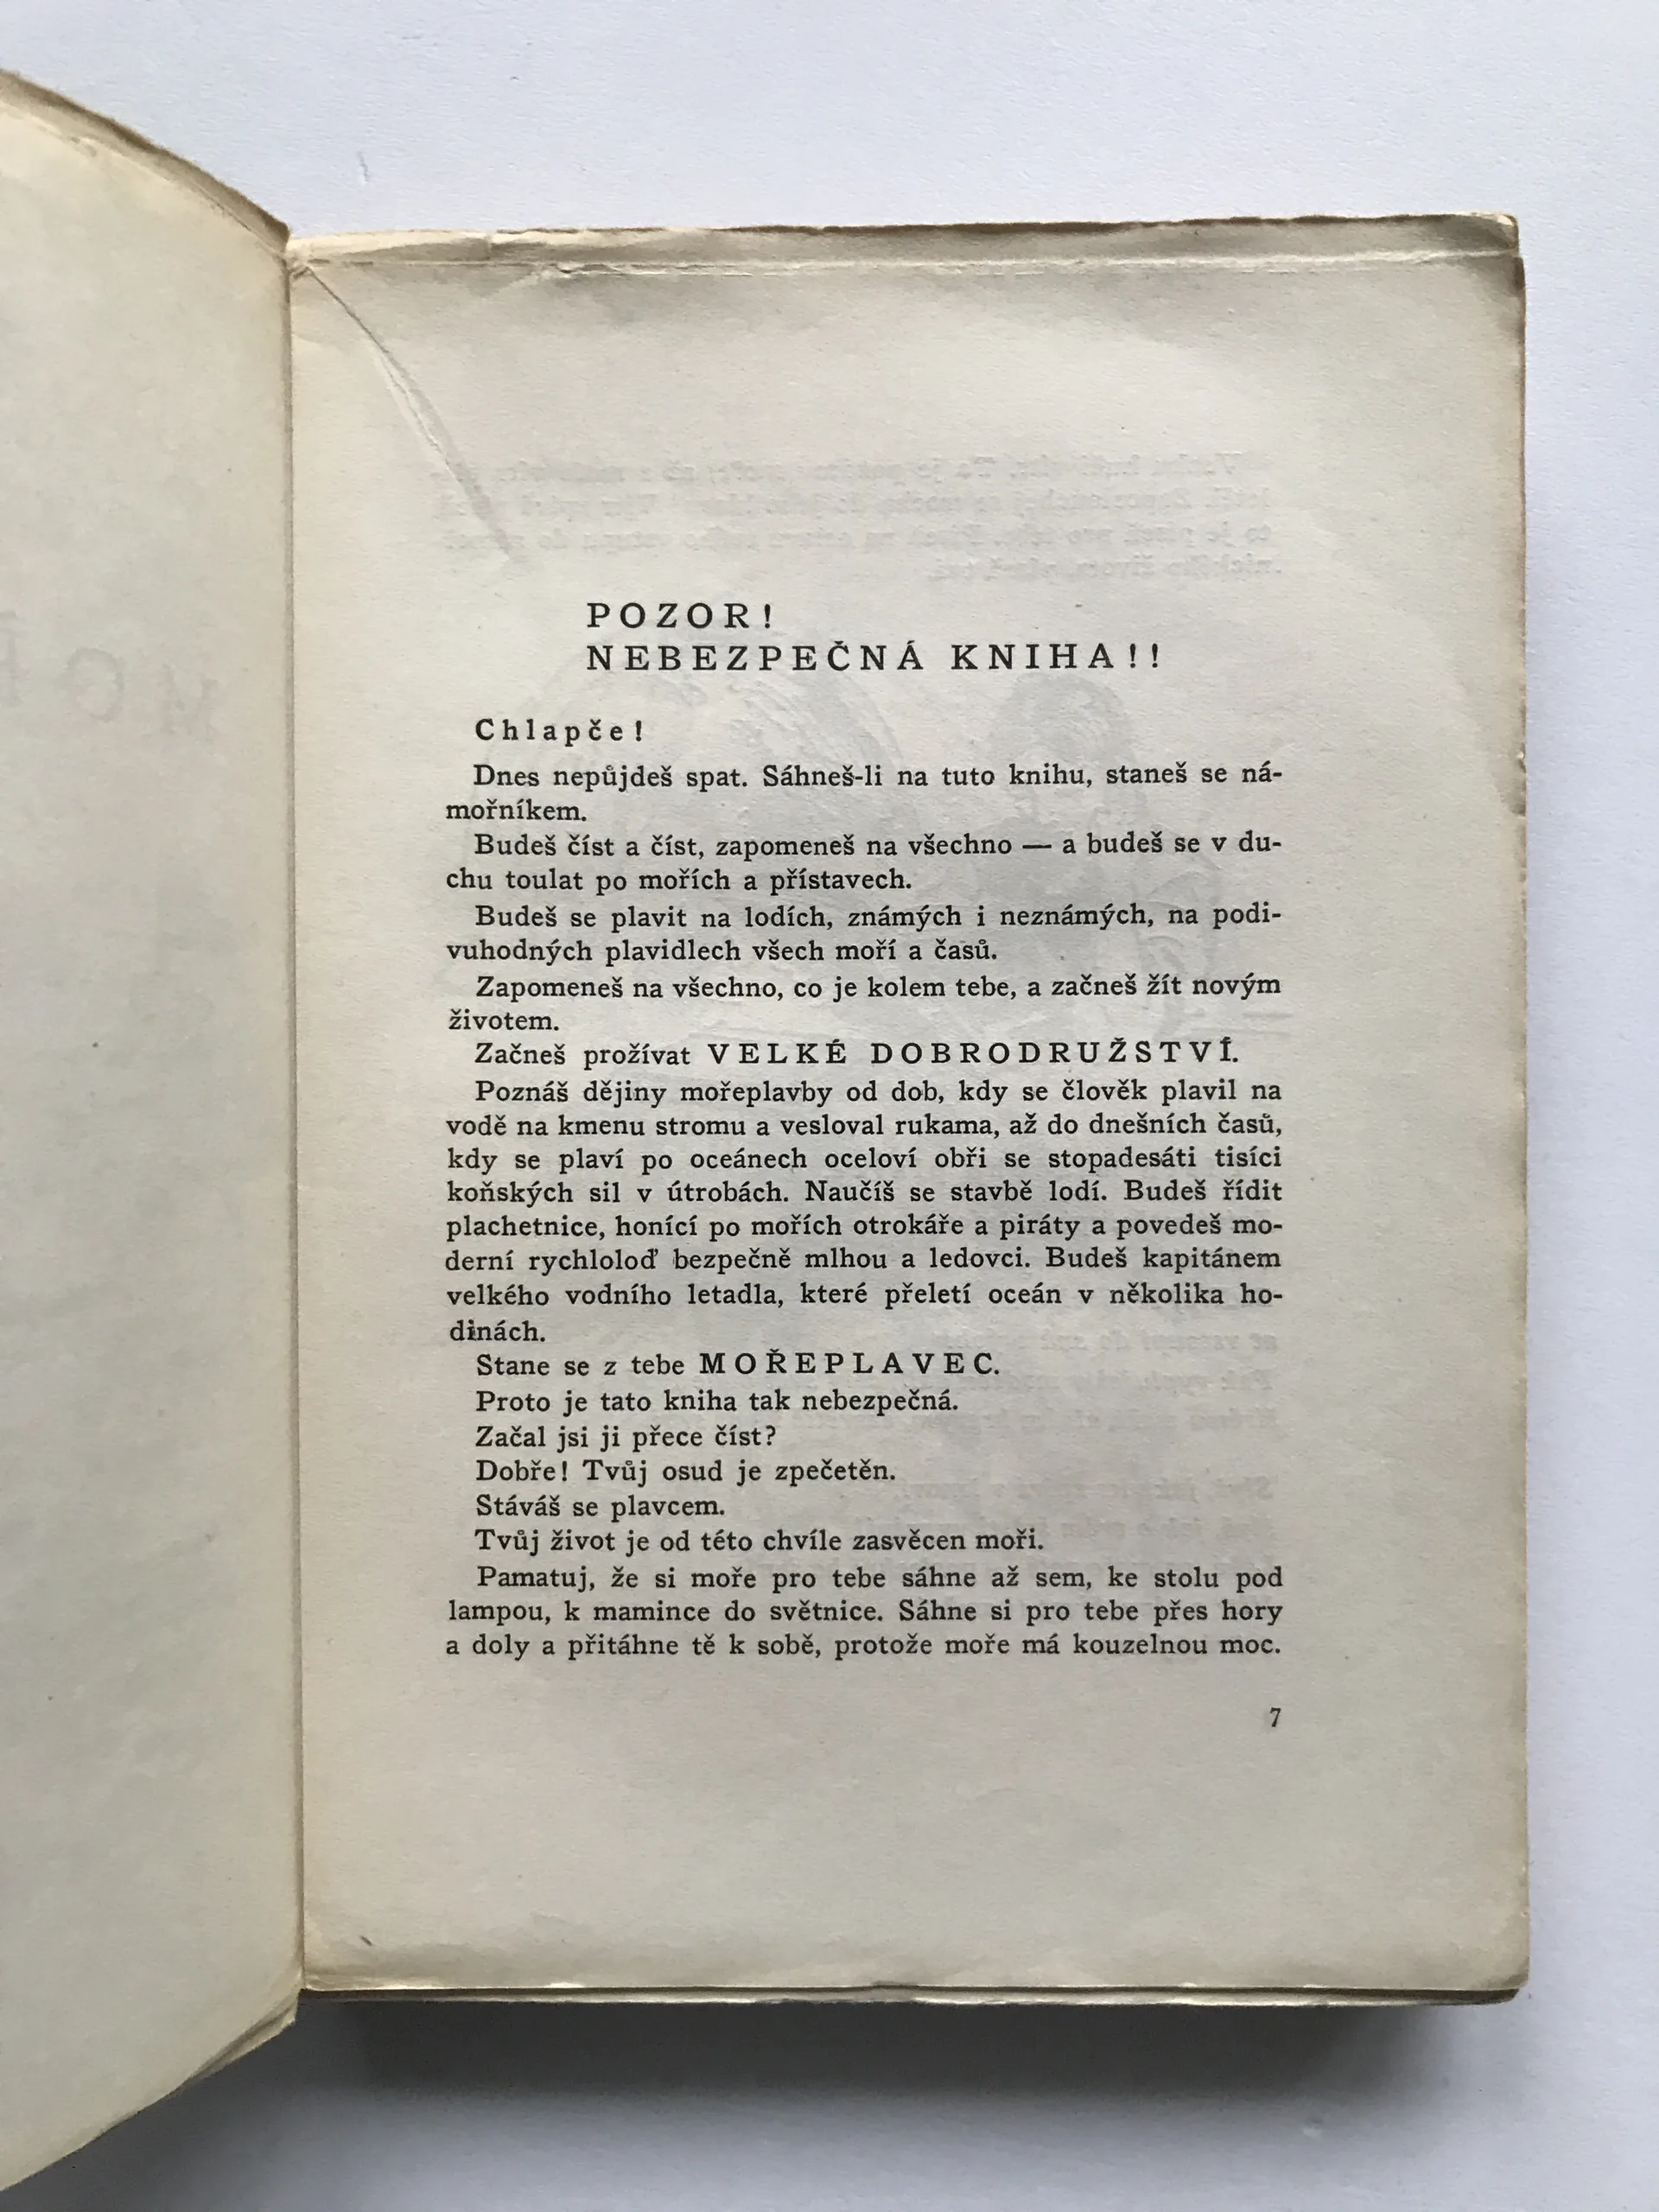 POZOR!
NEBEZPEČNÁ KNIHA!!
Chlapče!
Dnes nepůjdeš spat. Sáhneš-li na tuto knihu, staneš se ná-
mořníkem.
Budeš číst a číst, zapomeneš na všechno — a budeš se v du-
chu toulat po mořích a přístavech.
Budeš se plavit na lodích, známých i neznámých, na podi-
vuhodných plavidlech všech moří a časů.
Zapomeneš na všechno, co je kolem tebe, a začneš žít novým
životem.
Začneš prožívat VELKÉ DOBRODRUŽSTVÍ.
Poznáš dějiny mořeplavby od dob, kdy se člověk plavil na
vodě na kmenu stromu a vesloval rukama, až do dnešních časů,
kdy se plaví po oceánech oceloví obři se stopadesáti tisíci
koňských sil v útrobách. Naučíš se stavbě lodí. Budeš řídit
plachetnice, honící po mořích otrokáře a piráty a povedeš mo-
derní rychloloď bezpečně mlhou a ledovci. Budeš kapitánem
velkého vodního letadla, které přeletí oceán v několika ho-
dinách.
Stane se z tebe MOŘEPLAVEC.
Proto je tato kniha tak nebezpečná.
Začal jsi ji přece číst?
Dobře! Tvůj osud je zpečetěn.
Stáváš se plavcem.
Tvůj život je od této chvíle zasvěcen moři.
Pamatuj, že si moře pro tebe sáhne až sem, ke stolu pod
lampou, k mamince do světnice. Sáhne si pro tebe přes hory
a doly a přitáhne tě k sobě, protože moře má kouzelnou moc.
7